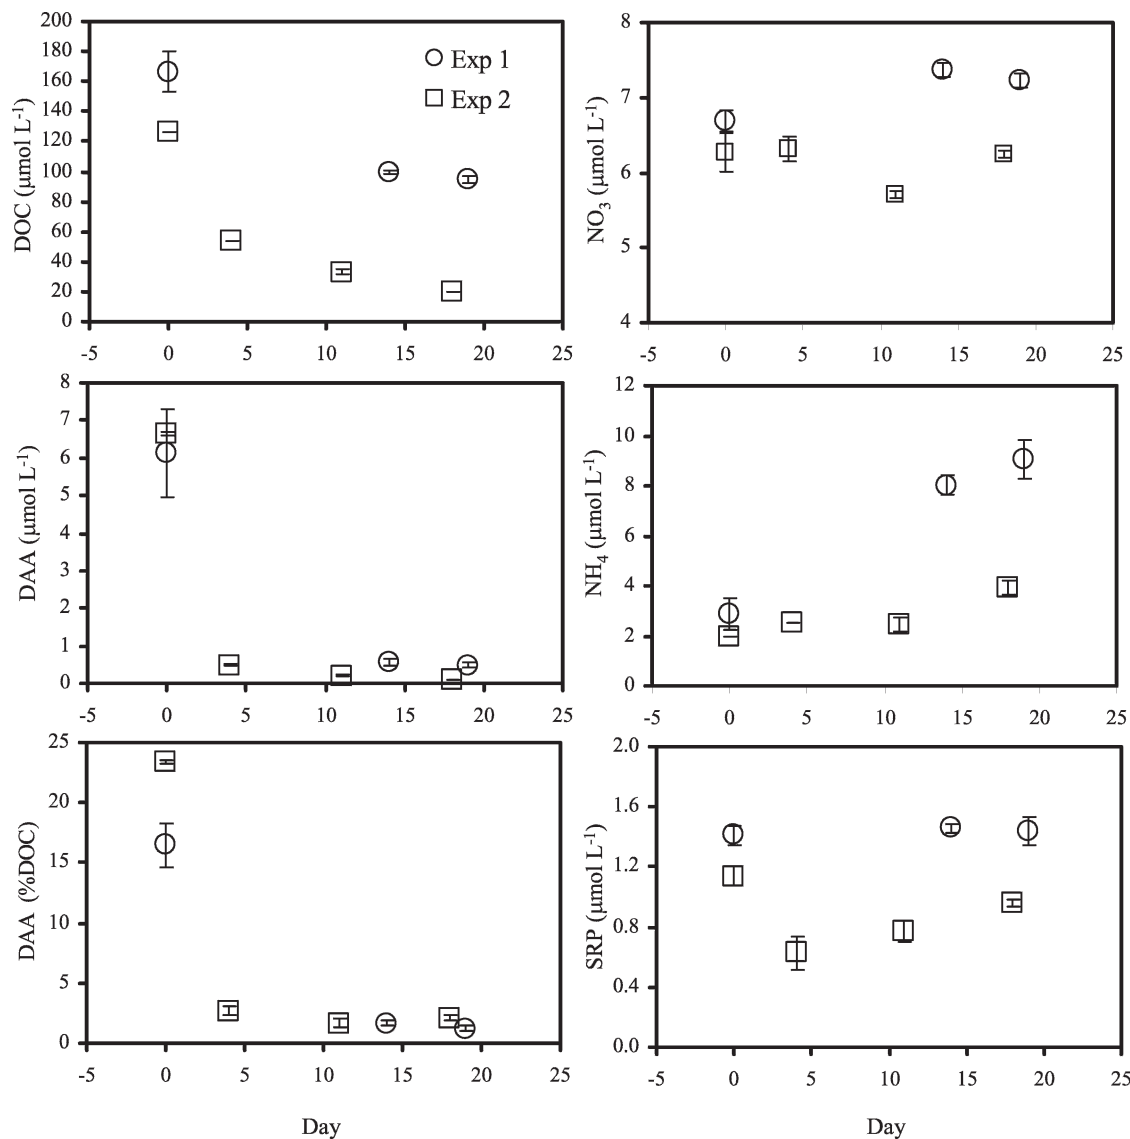 DOC (μmol L⁻¹)
200
180
160
140
120
100
80
60
40
20
0
-5 0 5 10 15 20 25
Exp 1
Exp 2
NO₃ (μmol L⁻¹)
8
7
6
5
4
-5 0 5 10 15 20 25
DAA (μmol L⁻¹)
8
7
6
5
4
3
2
1
0
-5 0 5 10 15 20 25
NH₄ (μmol L⁻¹)
12
10
8
6
4
2
0
-5 0 5 10 15 20 25
DAA (%DOC)
25
20
15
10
5
0
-5 0 5 10 15 20 25
Day
SRP (μmol L⁻¹)
2.0
1.6
1.2
0.8
0.4
0.0
-5 0 5 10 15 20 25
Day